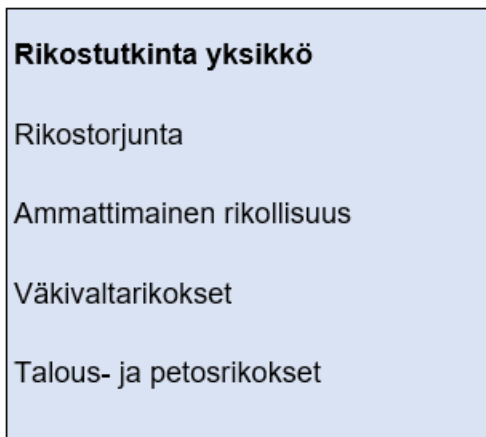 Rikostutkinta yksikkö
Rikostorjunta
Ammattimainen rikollisuus
Väkivaltarikokset
Talous- ja petosrikokset